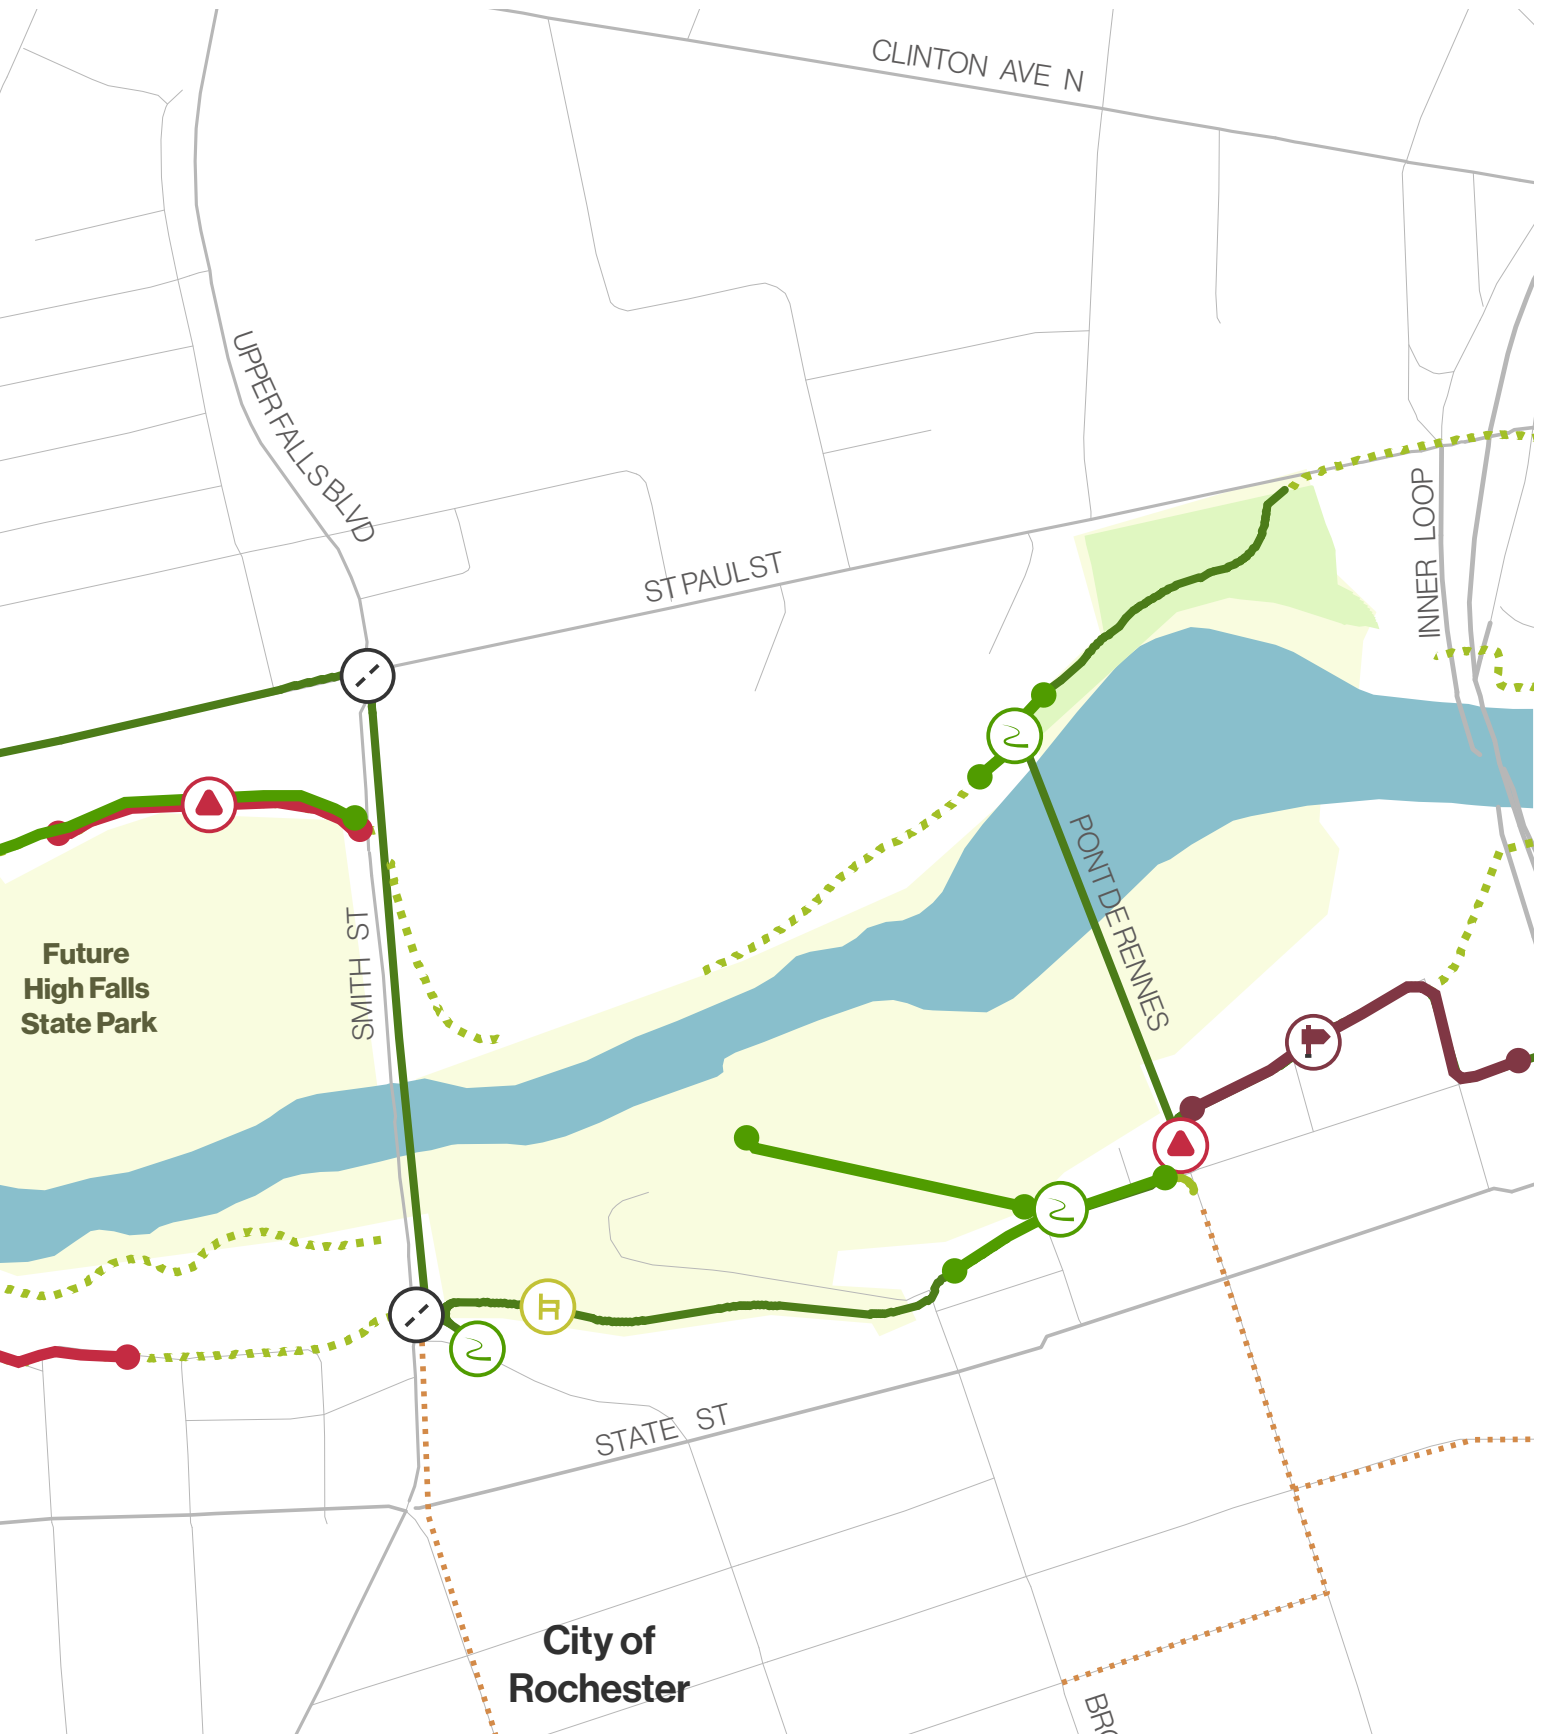 CLINTON AVE N
UPPER FALLS BLVD
ST PAUL ST
INNER LOOP
PONT DE RENNES
SMITH ST
Future
High Falls
State Park
STATE ST
City of
Rochester
BRO